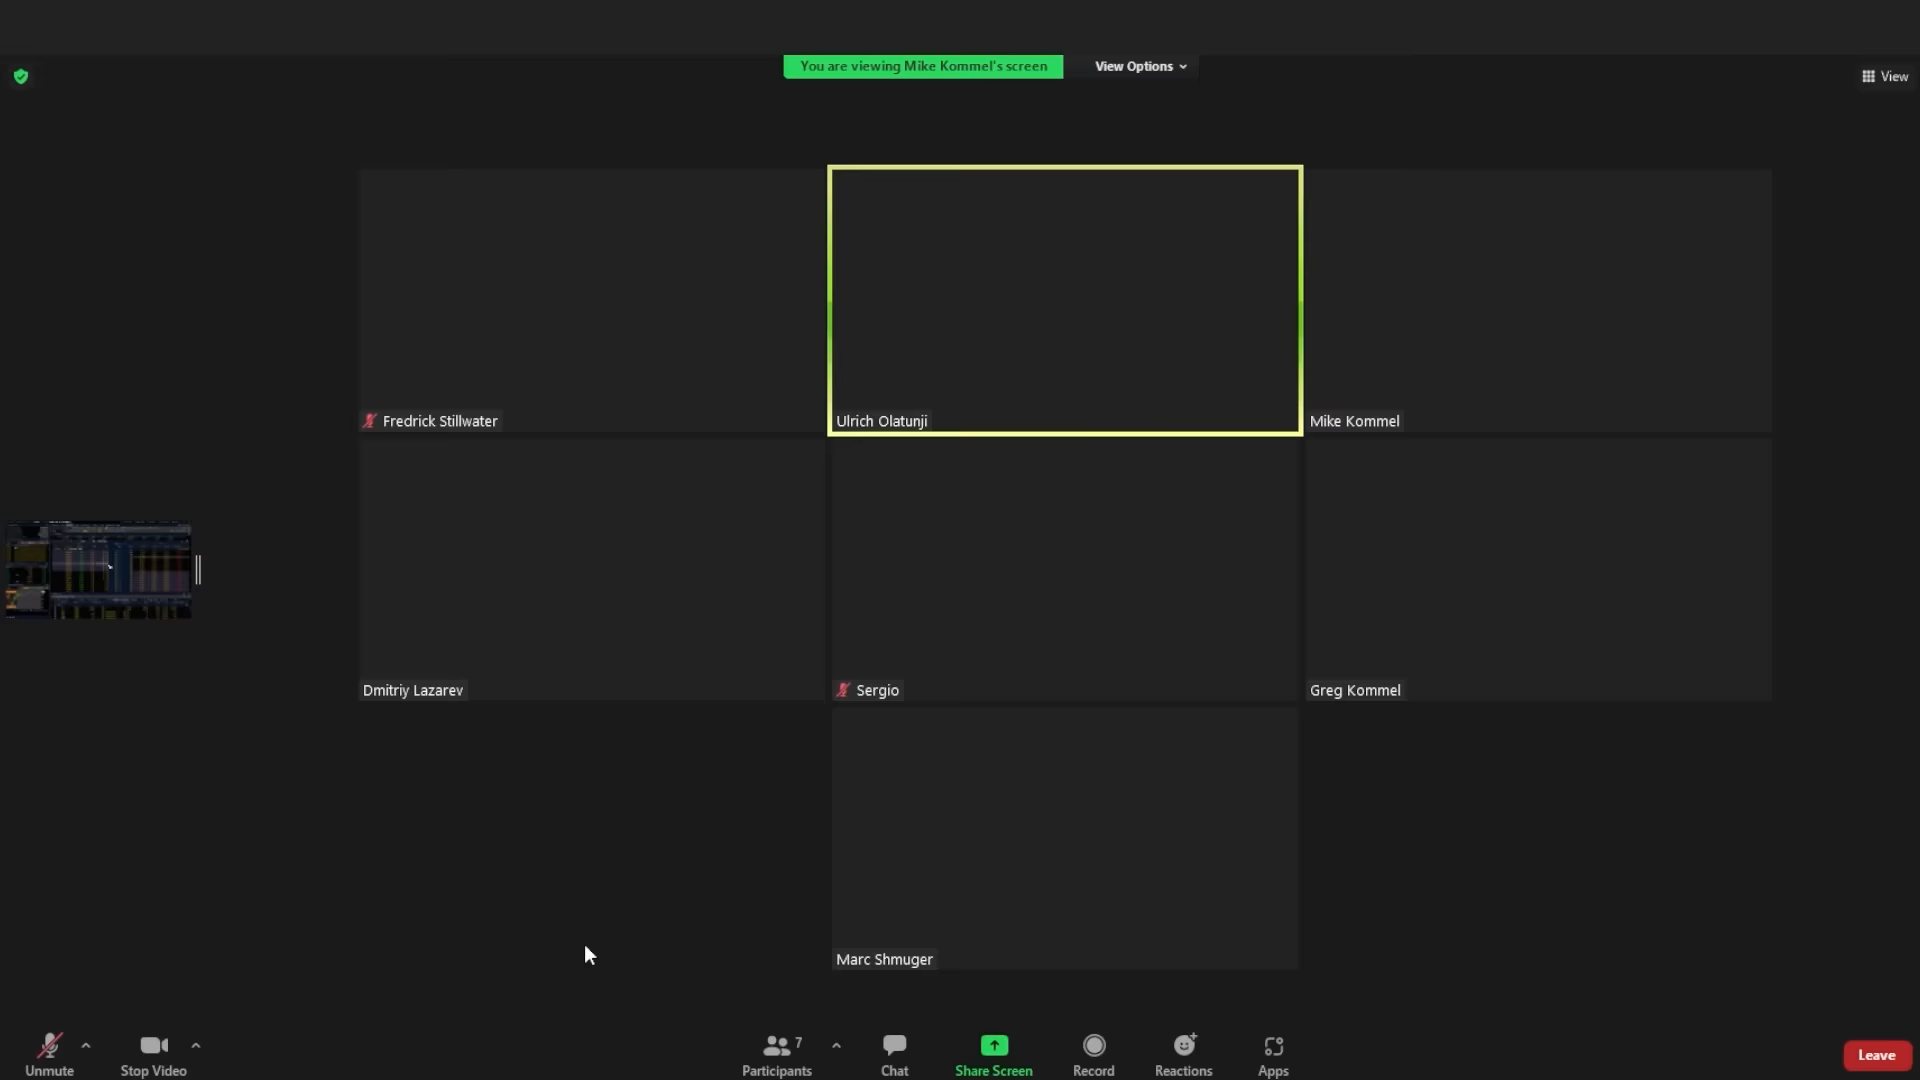 You are viewing Mike Kommel's screen
View Options
View
Fredrick Stillwater
Ulrich Olatunji
Mike Kommel
Dmitriy Lazarev
Sergio
Greg Kommel
Marc Shmuger
Unmute
Stop Video
7
Participants
Chat
Share Screen
Record
Reactions
Apps
Leave